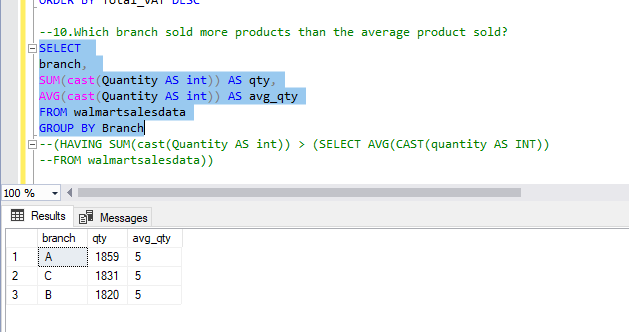 ORDER BY Total_VAT DESC
--10.Which branch sold more products than the average product sold?
SELECT
branch,
SUM(cast(Quantity AS int)) AS qty,
AVG(cast(Quantity AS int)) AS avg_qty
FROM walmartsalesdata
GROUP BY Branch
--(HAVING SUM(cast(Quantity AS int)) > (SELECT AVG(CAST(quantity AS INT))
--FROM walmartsalesdata))
100 %
Results Messages
branch qty avg_qty
1 A 1859 5
2 C 1831 5
3 B 1820 5